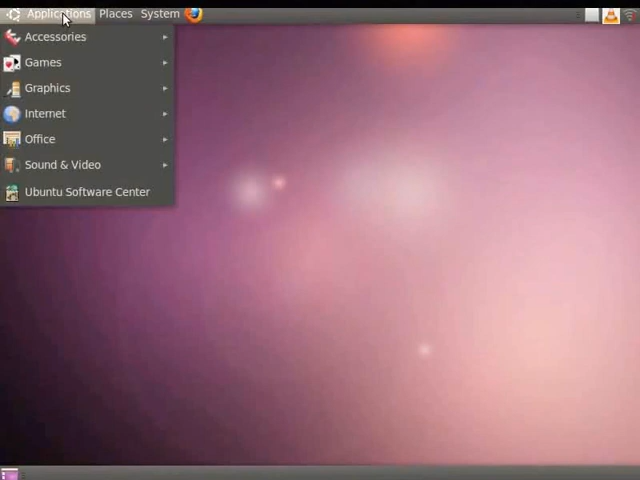 Applications Places System
Accessories
Games
Graphics
Internet
Office
Sound & Video
Ubuntu Software Center